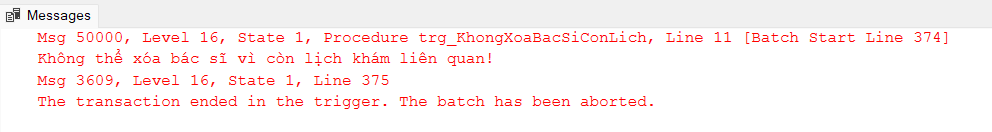 Messages
Msg 50000, Level 16, State 1, Procedure trg_KhongXoaBacSiConLich, Line 11 [Batch Start Line 374]
Không thể xóa bác sĩ vì còn lịch khám liên quan!
Msg 3609, Level 16, State 1, Line 375
The transaction ended in the trigger. The batch has been aborted.